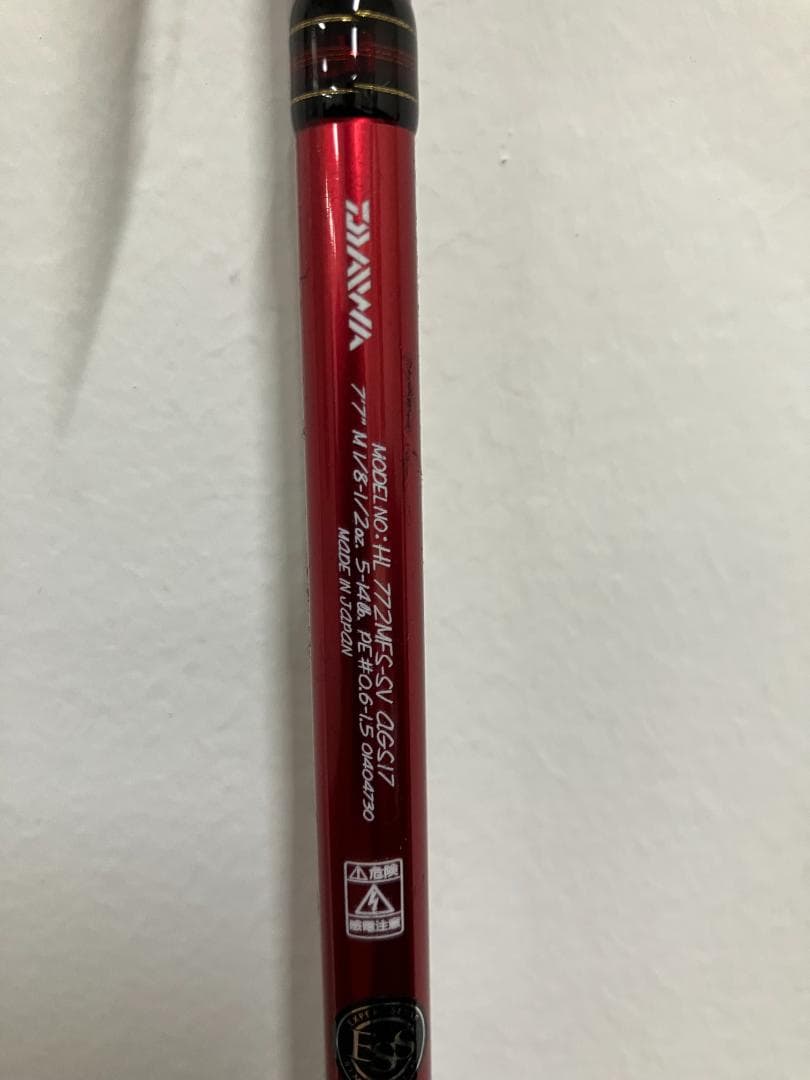 DAIWA
MODEL NO: HL 772MFS-SV AGS17
7'7" M 1/8-1/2oz. 5-14lb. PE#0.6-1.5 01404730
MADE IN JAPAN
危険
感電注意
ESS